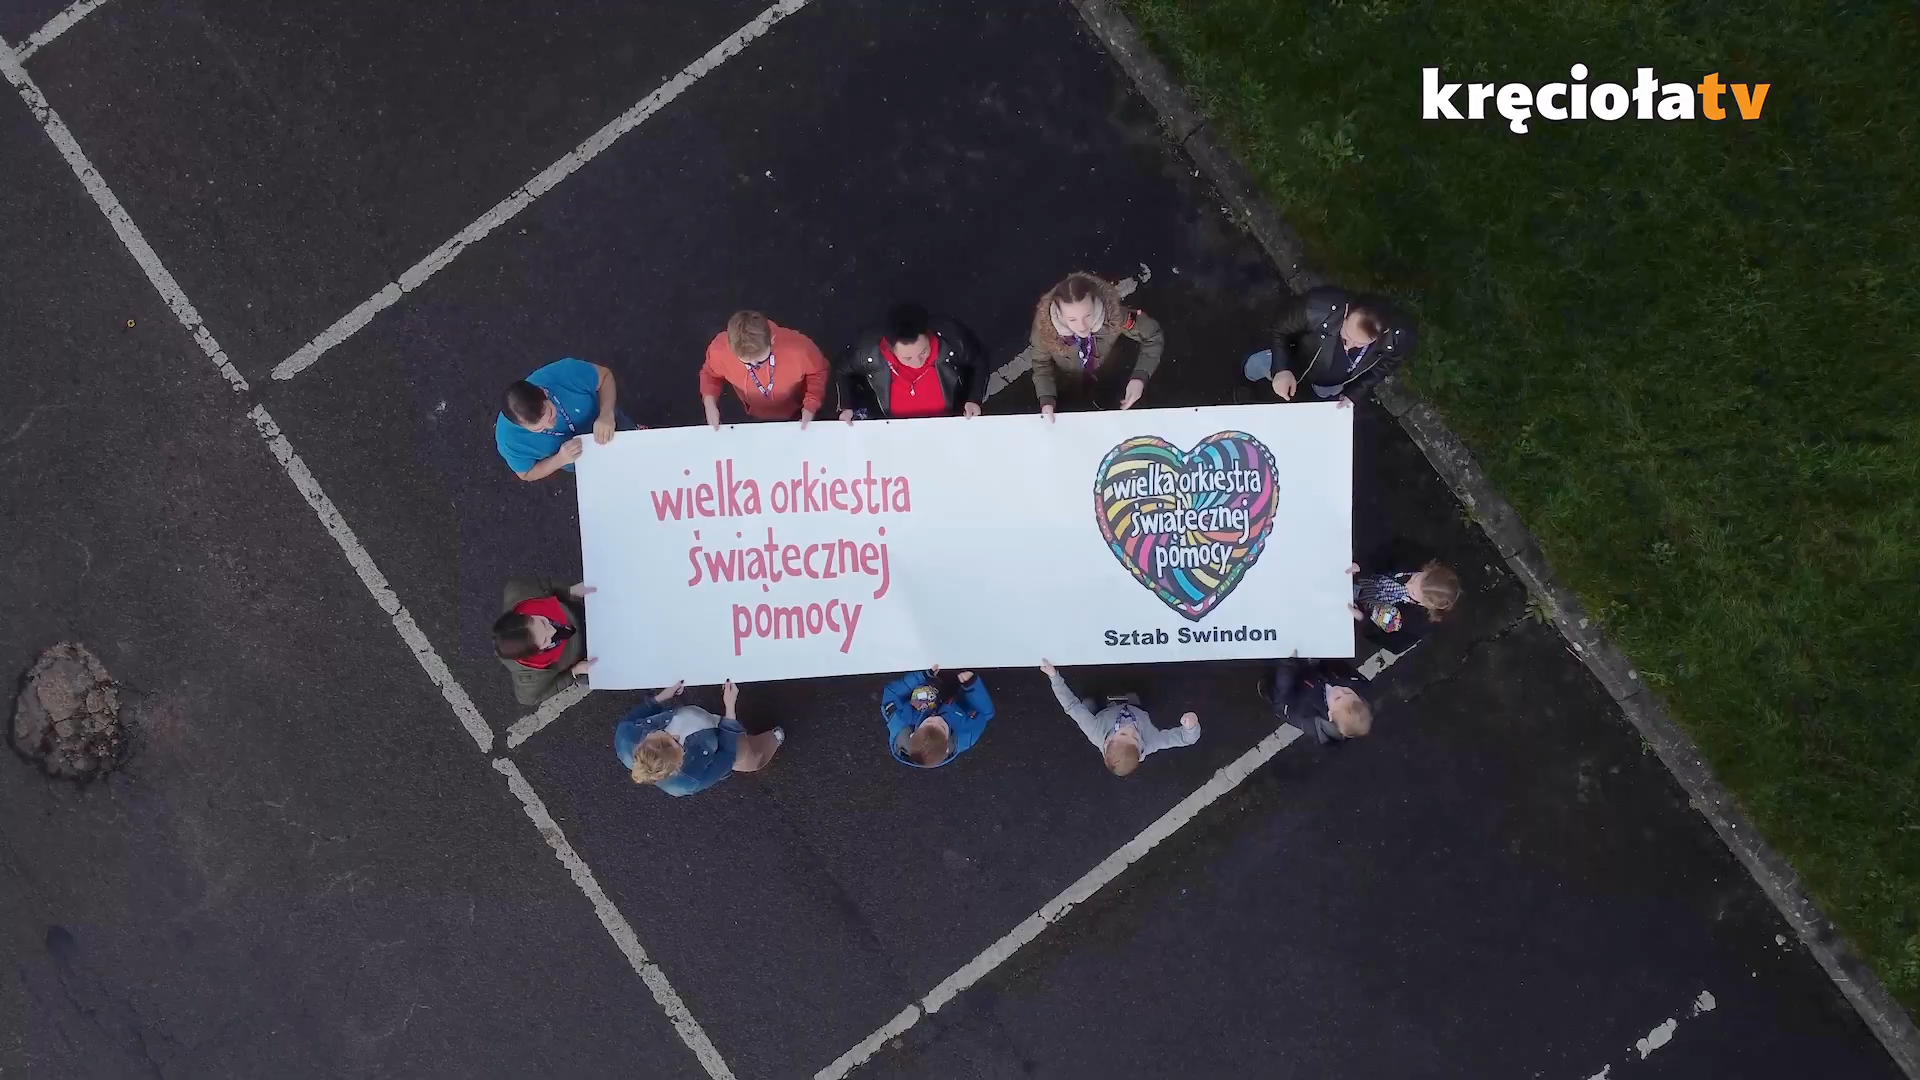 kręciołatv
wielka orkiestra
świątecznej
pomocy
wielka orkiestra
świątecznej
pomocy
Sztab Swindon